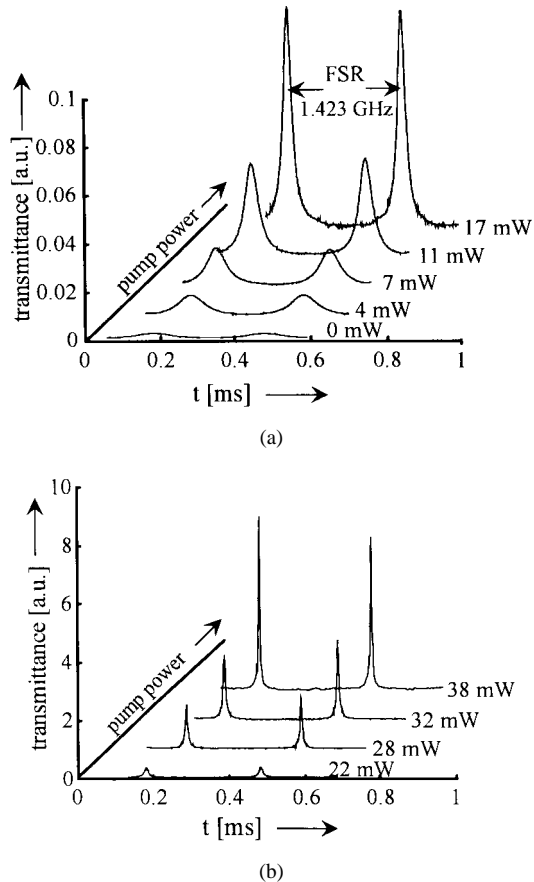 0.1
0.08
0.06
0.04
0.02
0
transmittance [a.u.]
pump power
FSR
1.423 GHz
17 mW
11 mW
7 mW
4 mW
0 mW
0.2
0.4
0.6
0.8
1
t [ms]
(a)
10
8
6
4
2
0
transmittance [a.u.]
pump power
38 mW
32 mW
28 mW
22 mW
0.2
0.4
0.6
0.8
1
t [ms]
(b)